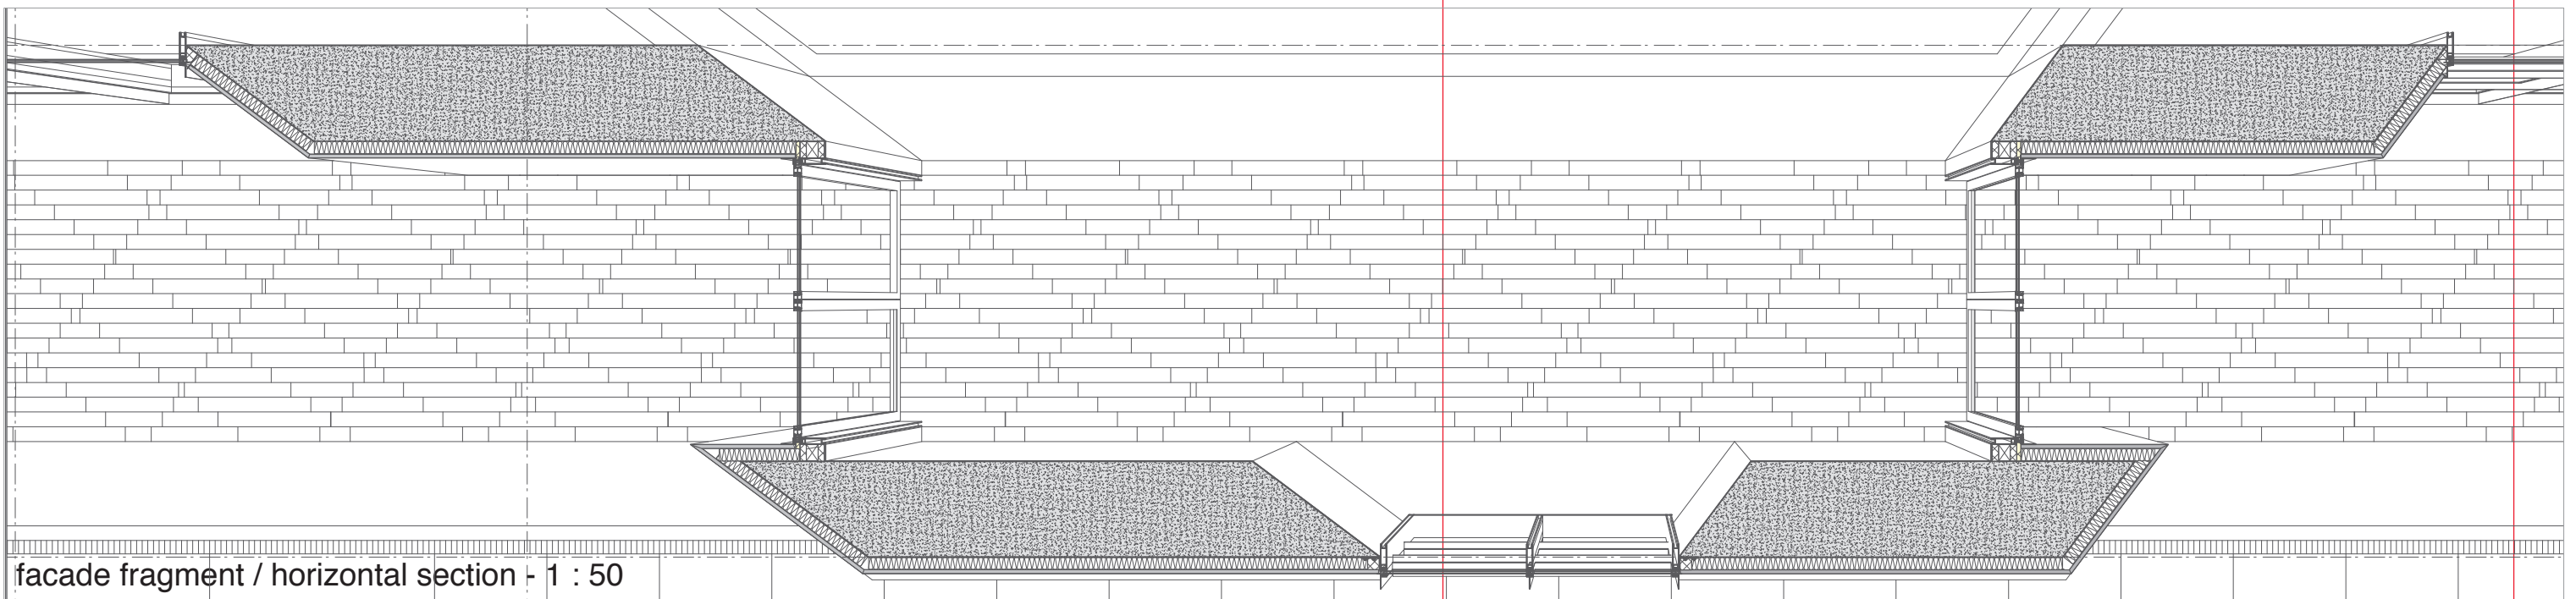 facade fragment / horizontal section - 1 : 50